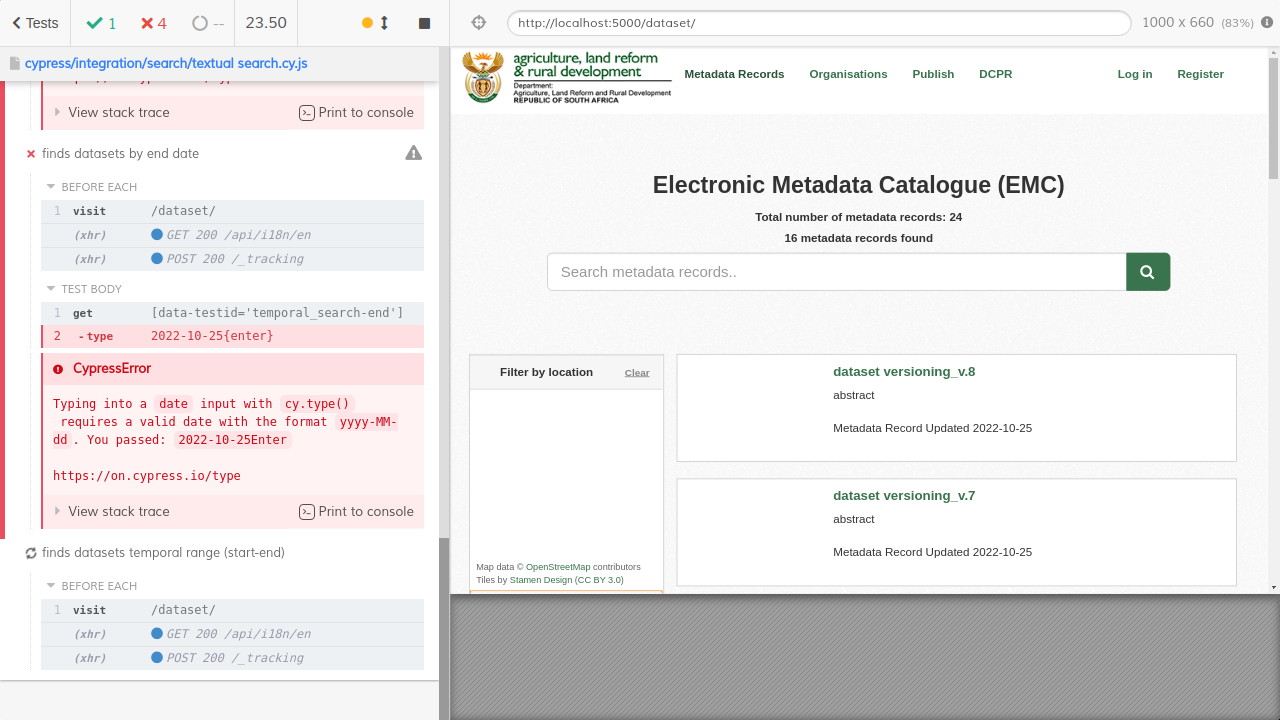 Tests
1
4
--
23.50
http://localhost:5000/dataset/
1000 x 660 (83%)
cypress/integration/search/textual search.cy.js
View stack trace
Print to console
finds datasets by end date
BEFORE EACH
1 visit /dataset/
(xhr) GET 200 /api/i18n/en
(xhr) POST 200 /_tracking
TEST BODY
1 get [data-testid='temporal_search-end']
2 -type 2022-10-25{enter}
CypressError
Typing into a date input with cy.type()
requires a valid date with the format yyyy-MM-
dd. You passed: 2022-10-25Enter
https://on.cypress.io/type
View stack trace
Print to console
finds datasets temporal range (start-end)
BEFORE EACH
1 visit /dataset/
(xhr) GET 200 /api/i18n/en
(xhr) POST 200 /_tracking
agriculture, land reform
& rural development
Department:
Agriculture, Land Reform and Rural Development
REPUBLIC OF SOUTH AFRICA
Metadata Records
Organisations
Publish
DCPR
Log in
Register
Electronic Metadata Catalogue (EMC)
Total number of metadata records: 24
16 metadata records found
Search metadata records..
Filter by location
Clear
Map data © OpenStreetMap contributors
Tiles by Stamen Design (CC BY 3.0)
dataset versioning_v.8
abstract
Metadata Record Updated 2022-10-25
dataset versioning_v.7
abstract
Metadata Record Updated 2022-10-25